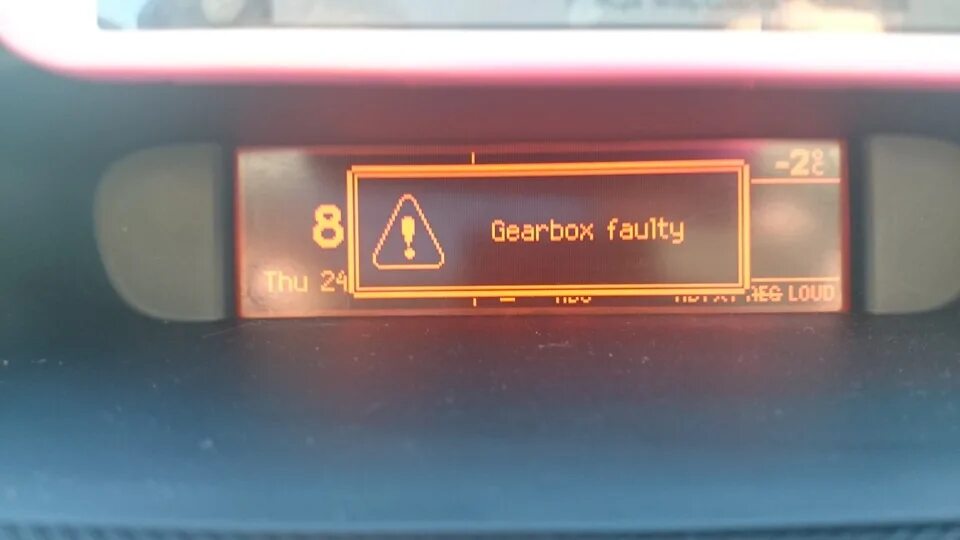 -2°C
8
Gearbox faulty
Thu 24
REG LOUD